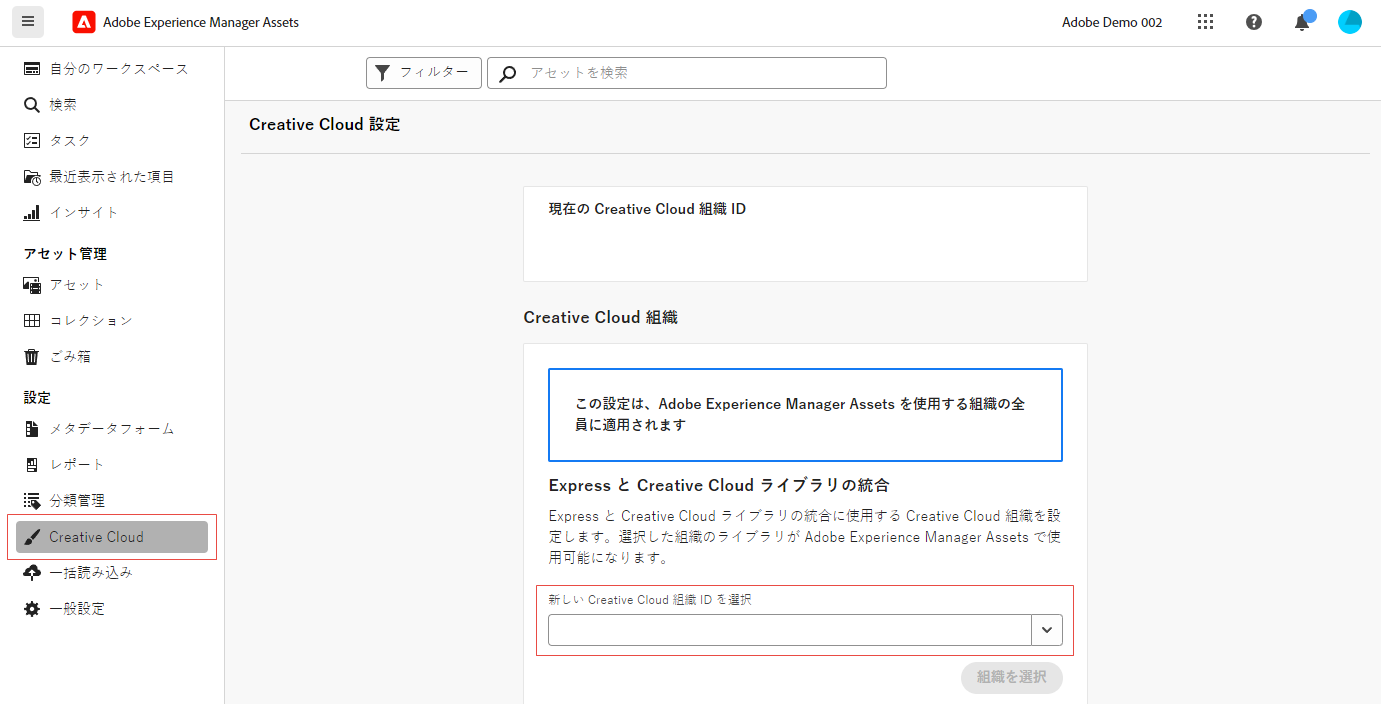 Adobe Experience Manager Assets
Adobe Demo 002
自分のワークスペース
検索
タスク
最近表示された項目
インサイト
アセット管理
アセット
コレクション
ごみ箱
設定
メタデータフォーム
レポート
分類管理
Creative Cloud
一括読み込み
一般設定
フィルター
アセットを検索
Creative Cloud 設定
現在の Creative Cloud 組織 ID
Creative Cloud 組織
この設定は、Adobe Experience Manager Assets を使用する組織の全
員に適用されます
Express と Creative Cloud ライブラリの統合
Express と Creative Cloud ライブラリの統合に使用する Creative Cloud 組織を設
定します。選択した組織のライブラリが Adobe Experience Manager Assets で使
用可能になります。
新しい Creative Cloud 組織 ID を選択
組織を選択